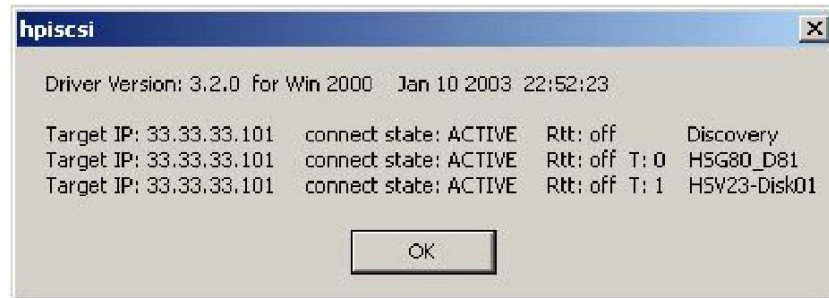 hpiscsi
Driver Version: 3.2.0 for Win 2000 Jan 10 2003 22:52:23
Target IP: 33.33.33.101 connect state: ACTIVE Rtt: off Discovery
Target IP: 33.33.33.101 connect state: ACTIVE Rtt: off T: 0 HSG80_D81
Target IP: 33.33.33.101 connect state: ACTIVE Rtt: off T: 1 HSV23-Disk01
OK